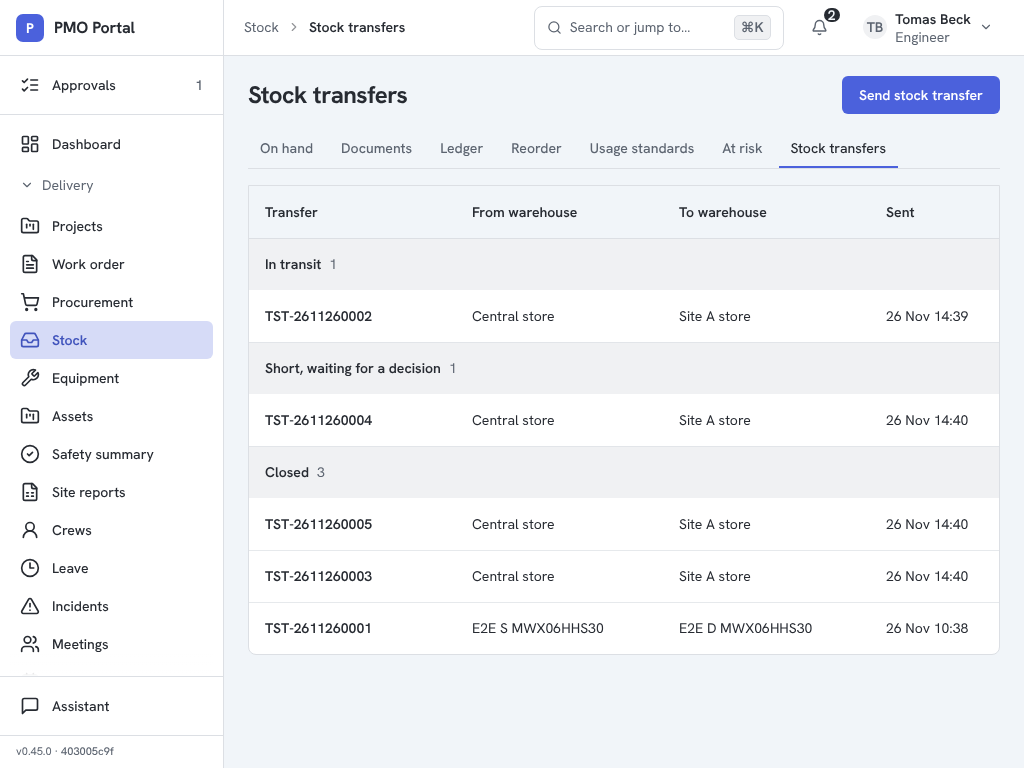 P PMO Portal
Stock > Stock transfers
Search or jump to... ⌘K
2
TB
Tomas Beck
Engineer
Approvals 1
Dashboard
Delivery
Projects
Work order
Procurement
Stock
Equipment
Assets
Safety summary
Site reports
Crews
Leave
Incidents
Meetings
Assistant
v0.45.0 · 403005c9f
Stock transfers
Send stock transfer
On hand Documents Ledger Reorder Usage standards At risk Stock transfers
Transfer From warehouse To warehouse Sent
In transit 1
TST-2611260002 Central store Site A store 26 Nov 14:39
Short, waiting for a decision 1
TST-2611260004 Central store Site A store 26 Nov 14:40
Closed 3
TST-2611260005 Central store Site A store 26 Nov 14:40
TST-2611260003 Central store Site A store 26 Nov 14:40
TST-2611260001 E2E S MWX06HHS30 E2E D MWX06HHS30 26 Nov 10:38